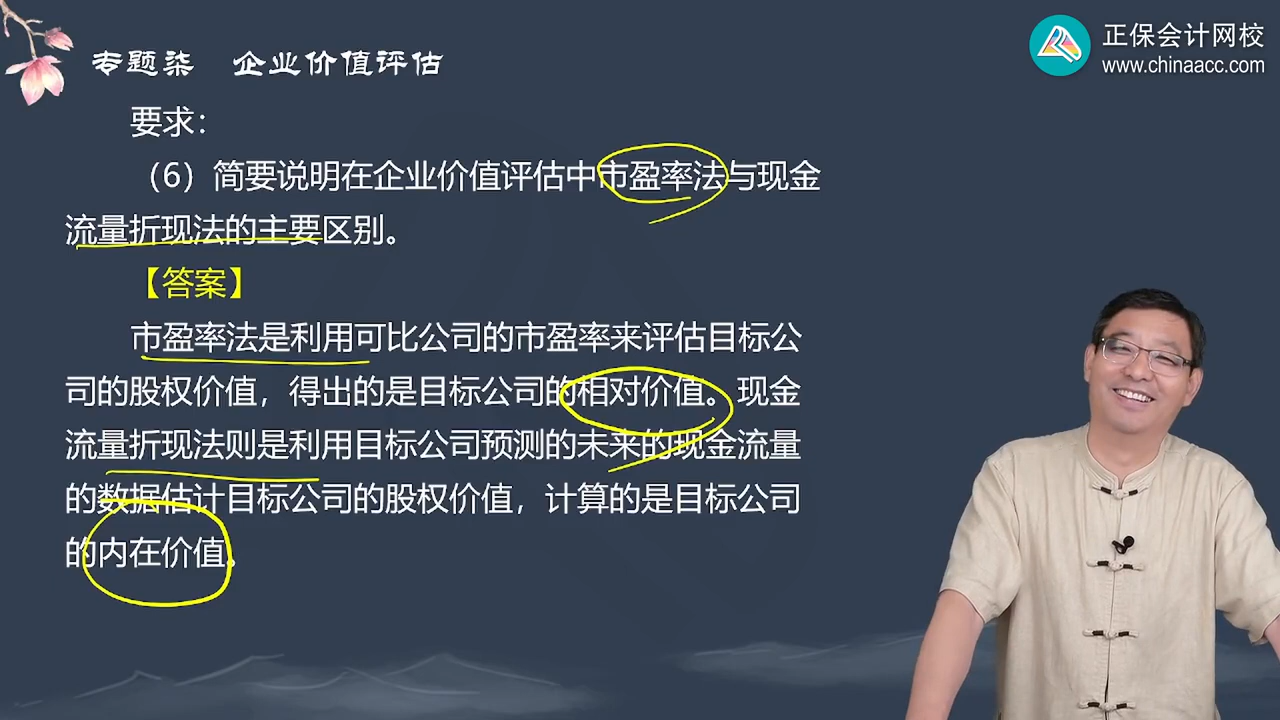 正保会计网校
www.chinaacc.com
专题柒 企业价值评估
要求：
（6）简要说明在企业价值评估中市盈率法与现金
流量折现法的主要区别。
【答案】
市盈率法是利用可比公司的市盈率来评估目标公
司的股权价值，得出的是目标公司的相对价值。现金
流量折现法则是利用目标公司预测的未来的现金流量
的数据估计目标公司的股权价值，计算的是目标公司
的内在价值。